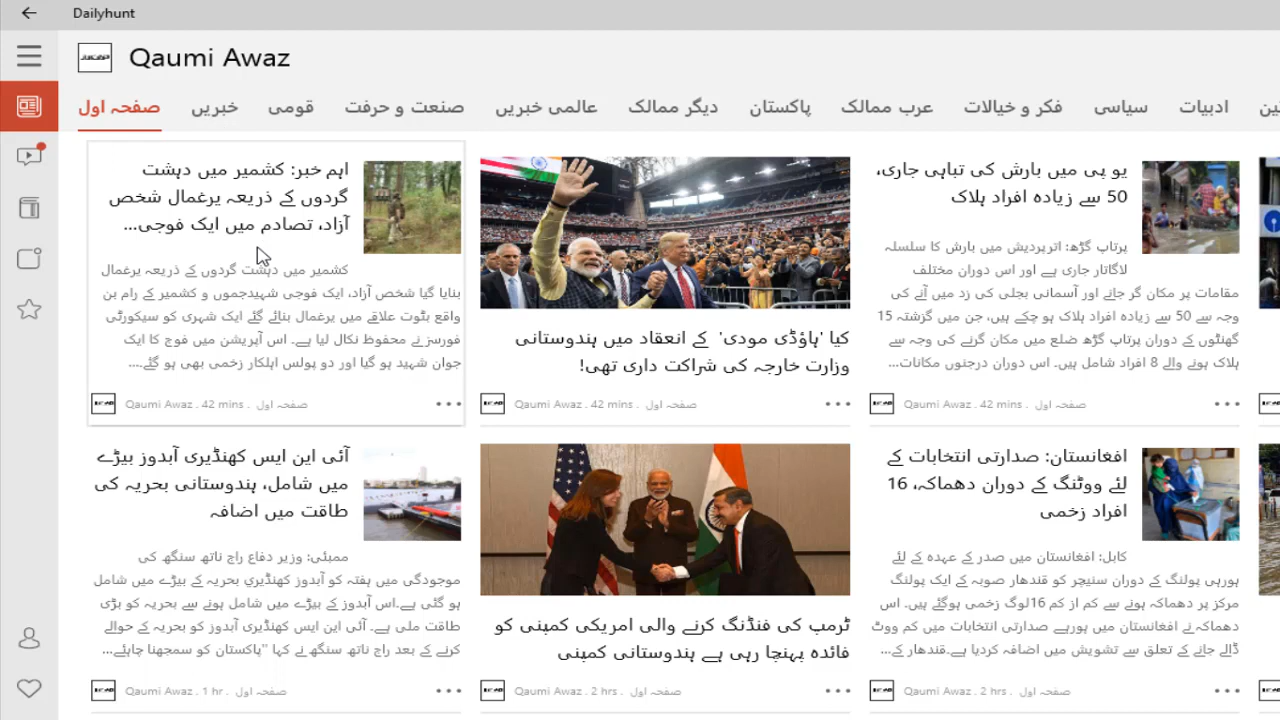 Dailyhunt
Qaumi Awaz
صفحہ اول خبریں قومی صنعت و حرفت عالمی خبریں دیگر ممالک پاکستان عرب ممالک فکر و خیالات سیاسی ادبیات
اہم خبر: کشمیر میں دہشت
گردوں کے ذریعہ یرغمال شخص
آزاد، تصادم میں ایک فوجی...
کشمیر میں دہشت گردوں کے ذریعہ یرغمال
بنایا گیا شخص آزاد، ایک فوجی شہیدجموں و کشمیر کے رام بن
واقع بٹوت علاقے میں یرغمال بنائے گئے ایک شہری کو سیکورٹی
فورسز نے محفوظ نکال لیا ہے۔ اس آپریشن میں فوج کا ایک
جوان شہید ہو گیا اور دو پولس اہلکار زخمی بھی ہو گئے۔...
Qaumi Awaz . 42 mins . صفحہ اول
کیا 'ہاؤڈی مودی' کے انعقاد میں ہندوستانی
وزارت خارجہ کی شراکت داری تھی!
Qaumi Awaz . 42 mins . صفحہ اول
یو پی میں بارش کی تباہی جاری،
50 سے زیادہ افراد ہلاک
پرتاپ گڑھ: اترپردیش میں بارش کا سلسلہ
لاگاتار جاری ہے اور اس دوران مختلف
مقامات پر مکان گر جانے اور آسمانی بجلی کی زد میں آنے کی
وجہ سے 50 سے زیادہ افراد ہلاک ہو چکے ہیں، جن میں گزشتہ 15
گھنٹوں کے دوران پرتاپ گڑھ ضلع میں مکان گرنے کی وجہ سے
ہلاک ہونے والے 8 افراد شامل ہیں۔ اس دوران درجنوں مکانات...
Qaumi Awaz . 42 mins . صفحہ اول
آئی این ایس کھنڈیری آبدوز بیڑے
میں شامل، ہندوستانی بحریہ کی
طاقت میں اضافہ
ممبئی: وزیر دفاع راج ناتھ سنگھ کی
موجودگی میں ہفتہ کو آبدوز کھنڈیری بحریہ کے بیڑے میں شامل
ہو گئی ہے۔اس آبدوز کے بیڑے میں شامل ہونے سے بحریہ کو بڑی
طاقت ملی ہے۔ آئی این ایس کھنڈیری آبدوز کو بحریہ کے حوالے
کرنے کے بعد راج ناتھ سنگھ نے کہا ”پاکستان کو سمجھنا چاہئے...
Qaumi Awaz . 1 hr . صفحہ اول
ٹرمپ کی فنڈنگ کرنے والی امریکی کمپنی کو
فائدہ پہنچا رہی ہے ہندوستانی کمپنی
Qaumi Awaz . 2 hrs . صفحہ اول
افغانستان: صدارتی انتخابات کے
لئے ووٹنگ کے دوران دھماکہ، 16
افراد زخمی
کابل: افغانستان میں صدر کے عہدہ کے لئے
ہورہی پولنگ کے دوران سنیچر کو قندھار صوبہ کے ایک پولنگ
مرکز پر دھماکہ ہونے سے کم از کم 16لوگ زخمی ہوگئے ہیں۔ اس
دھماکہ نے افغانستان میں ہورہے صدارتی انتخابات میں کم ووٹ
ڈالے جانے کے تعلق سے تشویش میں اضافہ کردیا ہے۔قندھار کے...
Qaumi Awaz . 2 hrs . صفحہ اول